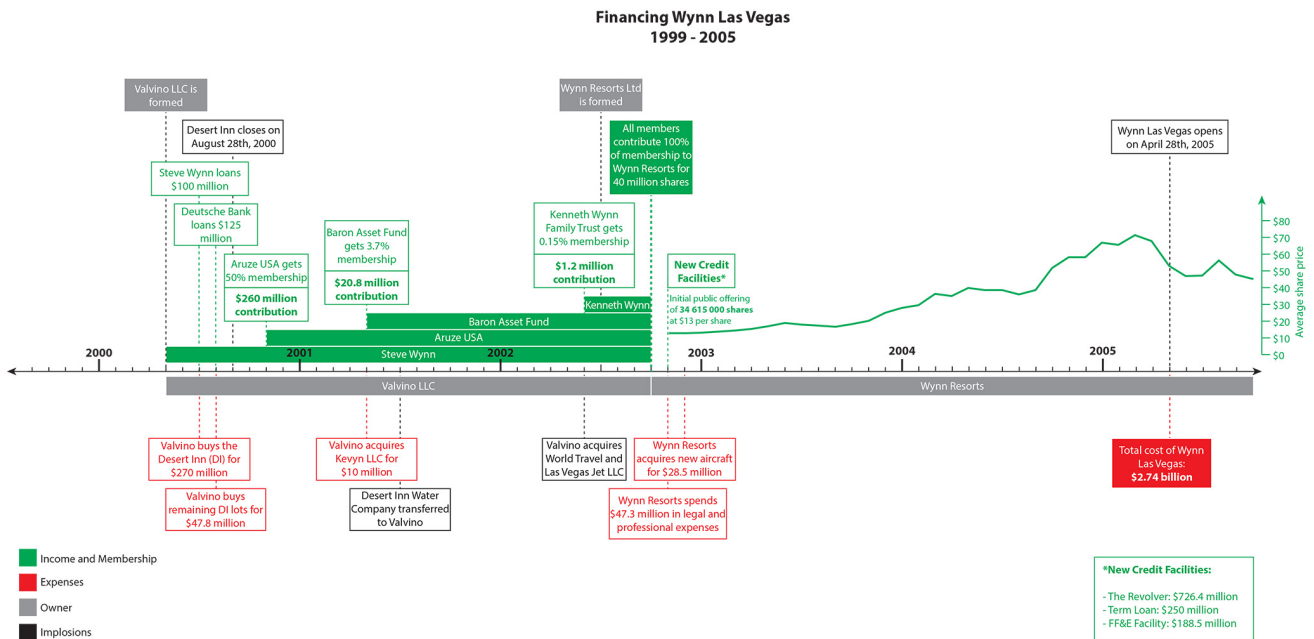 Financing Wynn Las Vegas
1999 - 2005
Valvino LLC is
formed
Wynn Resorts Ltd
is formed
Desert Inn closes on
August 28th, 2000
All members
contribute 100%
of membership to
Wynn Resorts for
40 million shares
Wynn Las Vegas opens
on April 28th, 2005
Steve Wynn loans
$100 million
Deutsche Bank
loans $125
million
Aruze USA gets
50% membership
$260 million
contribution
Baron Asset Fund
gets 3.7%
membership
$20.8 million
contribution
Kenneth Wynn
Family Trust gets
0.15% membership
$1.2 million
contribution
New Credit
Facilities*
Initial public offering
of 34 615 000 shares
at $13 per share
$80
$70
$60
$50
$40
$30
$20
$10
$0
Average share price
Kenneth Wynn
Baron Asset Fund
Aruze USA
Steve Wynn
2000
2001
2002
2003
2004
2005
Valvino LLC
Wynn Resorts
Valvino buys the
Desert Inn (DI) for
$270 million
Valvino buys
remaining DI lots for
$47.8 million
Valvino acquires
Kevyn LLC for
$10 million
Desert Inn Water
Company transferred
to Valvino
Valvino acquires
World Travel and
Las Vegas Jet LLC
Wynn Resorts
acquires new aircraft
for $28.5 million
Wynn Resorts spends
$47.3 million in legal and
professional expenses
Total cost of Wynn
Las Vegas:
$2.74 billion
Income and Membership
Expenses
Owner
Implosions
*New Credit Facilities:
- The Revolver: $726.4 million
- Term Loan: $250 million
- FF&E Facility: $188.5 million